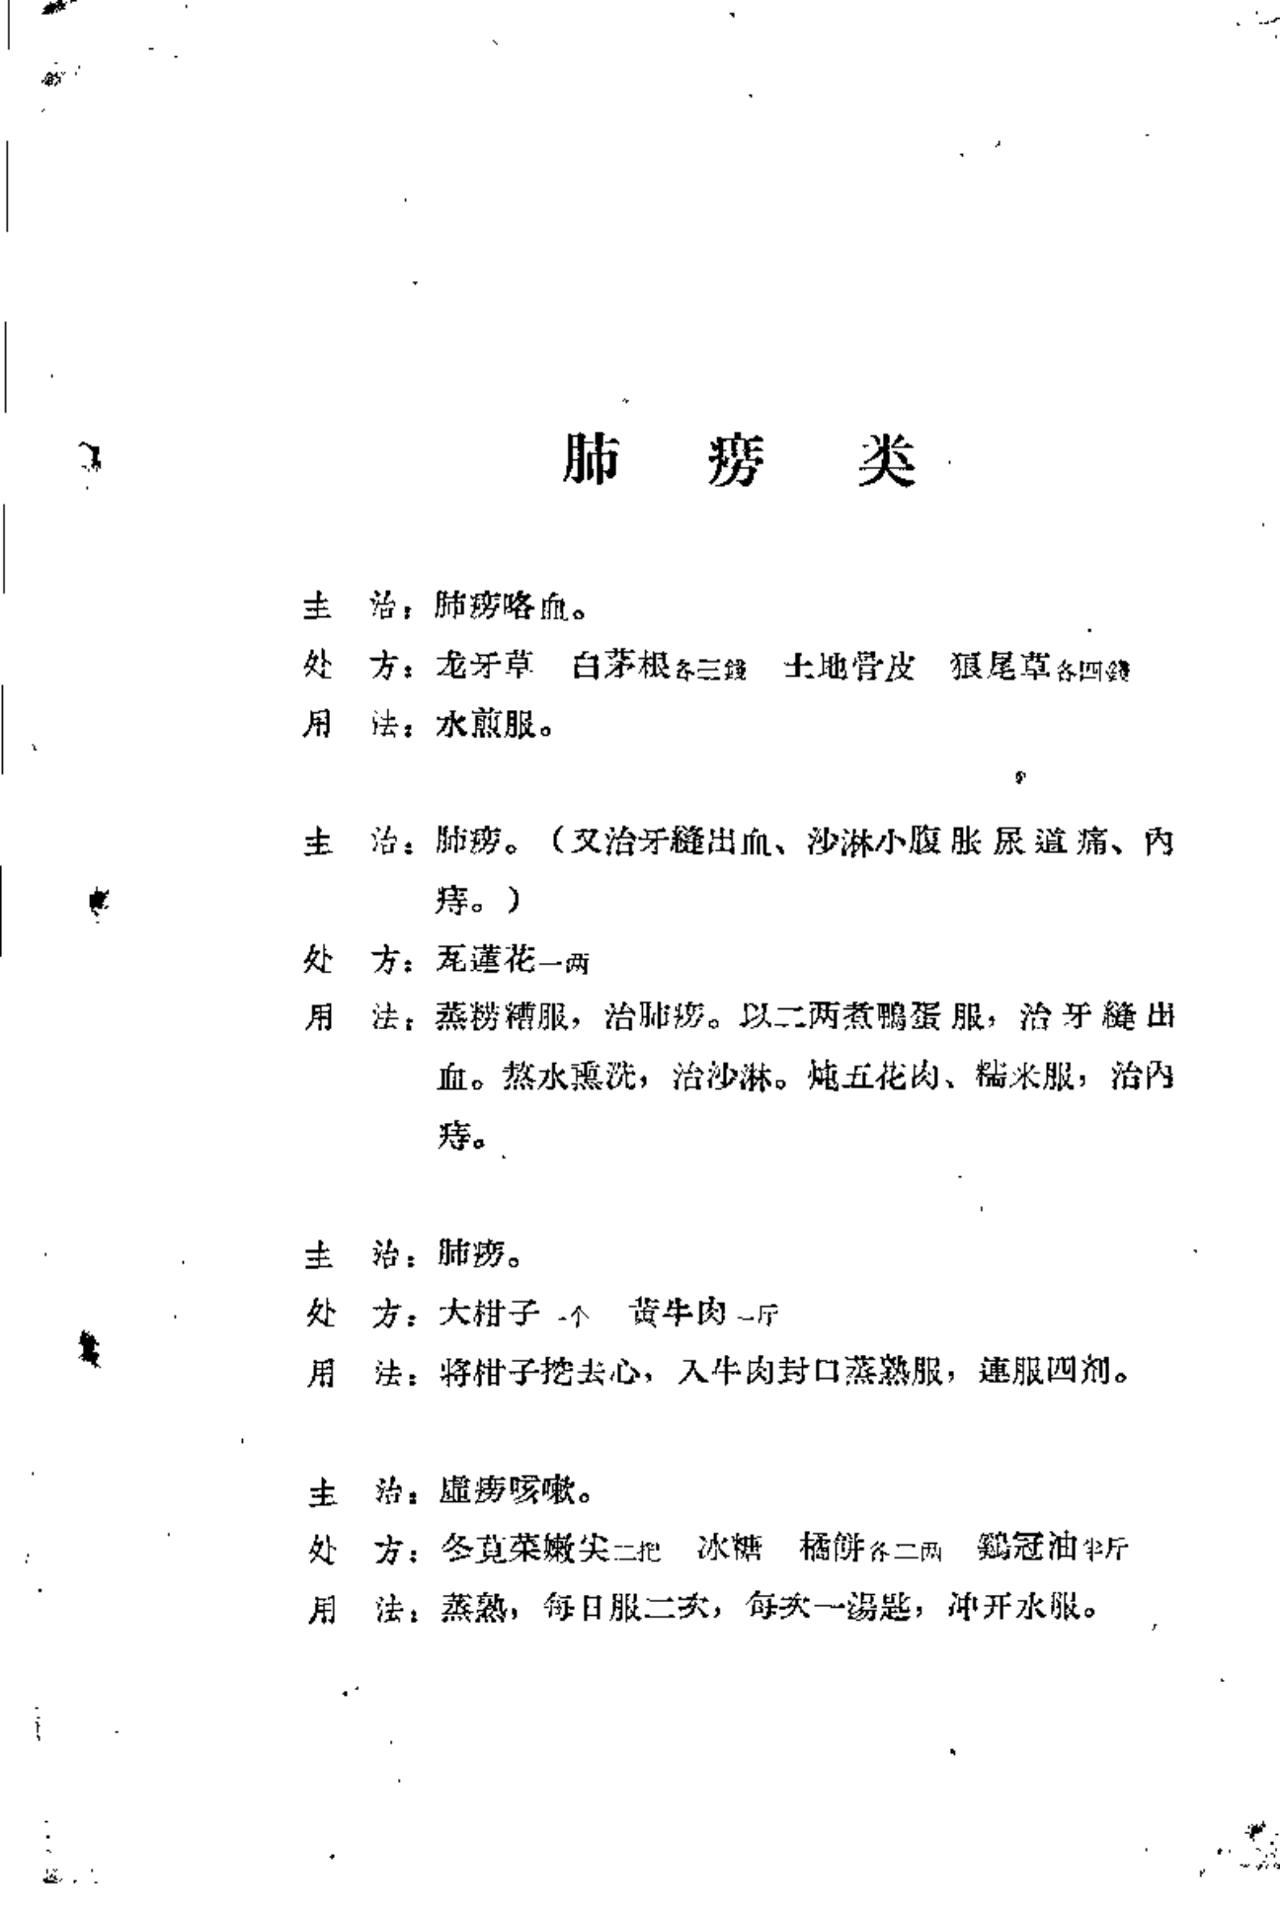 肺痨类
主　治：肺痨咯血。
处　方：龙牙草　白茅根各三錢　土地骨皮　狼尾草各四錢
用　法：水煎服。
主　治：肺痨。（又治牙縫出血、沙淋小腹胀尿道痛、內
痔。）
处　方：瓦蓮花一两
用　法：蒸醪糟服，治肺痨。以二两煮鴨蛋服，治牙縫出
血。熬水熏洗，治沙淋。炖五花肉、糯米服，治內
痔。
主　治：肺痨。
处　方：大柑子一个　黃牛肉一斤
用　法：将柑子挖去心，入牛肉封口蒸熟服，連服四剂。
主　治：虛痨咳嗽。
处　方：冬莧菜嫩尖二把　冰糖　橘餅各二两　鷄冠油半斤
用　法：蒸熟，每日服二次，每次一湯匙，冲开水服。